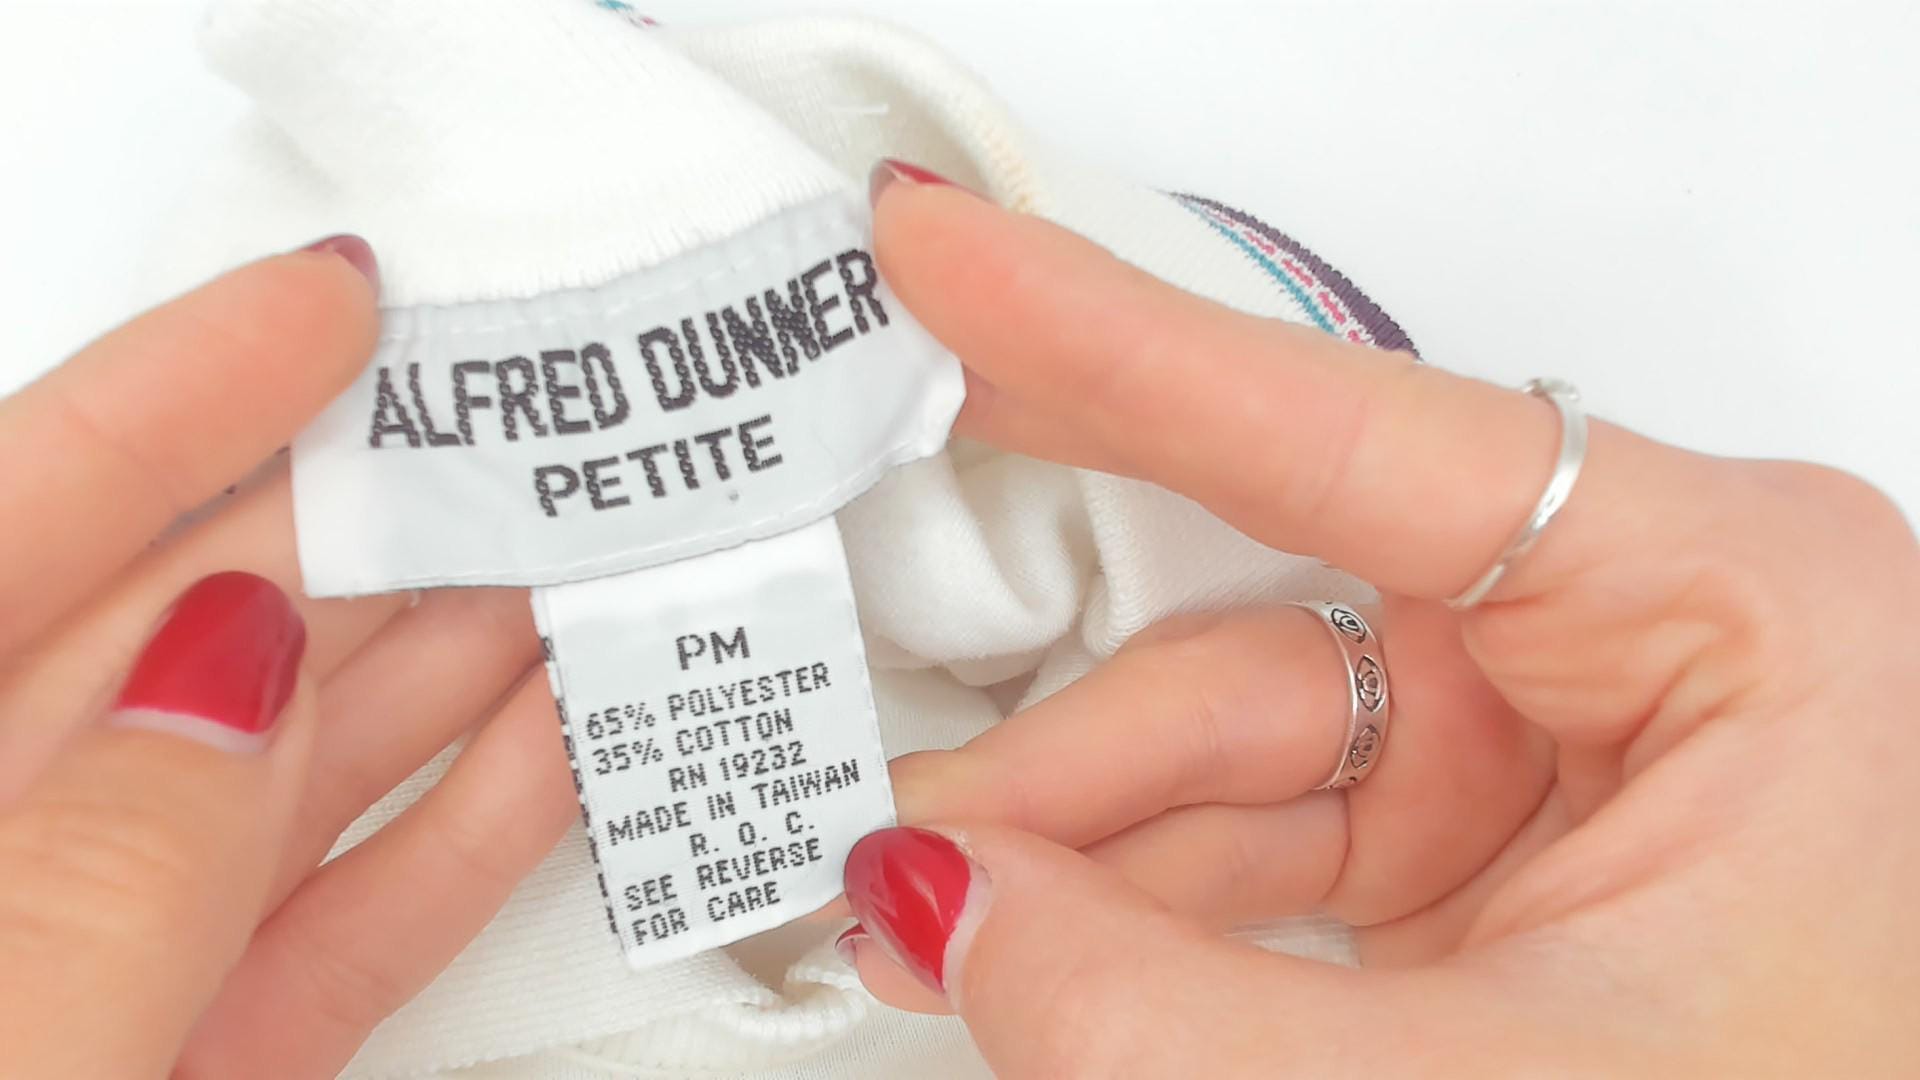 ALFRED DUNNER
PETITE
PM
65% POLYESTER
35% COTTON
RN 19232
MADE IN TAIWAN
R. O. C.
SEE REVERSE
FOR CARE